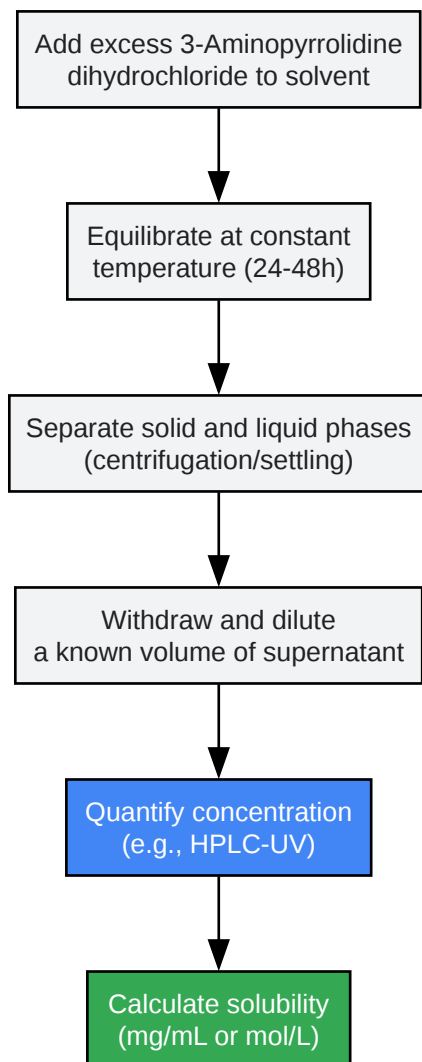 Add excess 3-Aminopyrrolidine
dihydrochloride to solvent
Equilibrate at constant
temperature (24-48h)
Separate solid and liquid phases
(centrifugation/settling)
Withdraw and dilute
a known volume of supernatant
Quantify concentration
(e.g., HPLC-UV)
Calculate solubility
(mg/mL or mol/L)